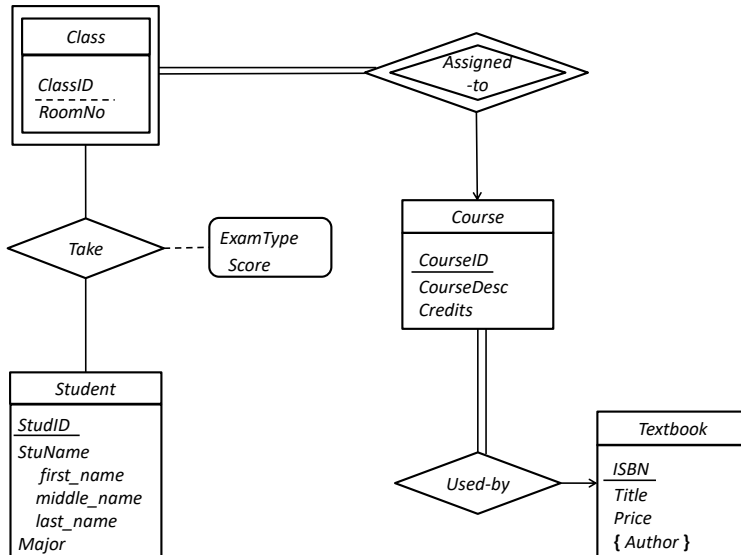 Class
ClassID
RoomNo
Assigned
-to
Take
ExamType
Score
Course
CourseID
CourseDesc
Credits
Student
StudID
StuName
first_name
middle_name
last_name
Major
Used-by
Textbook
ISBN
Title
Price
{ Author }